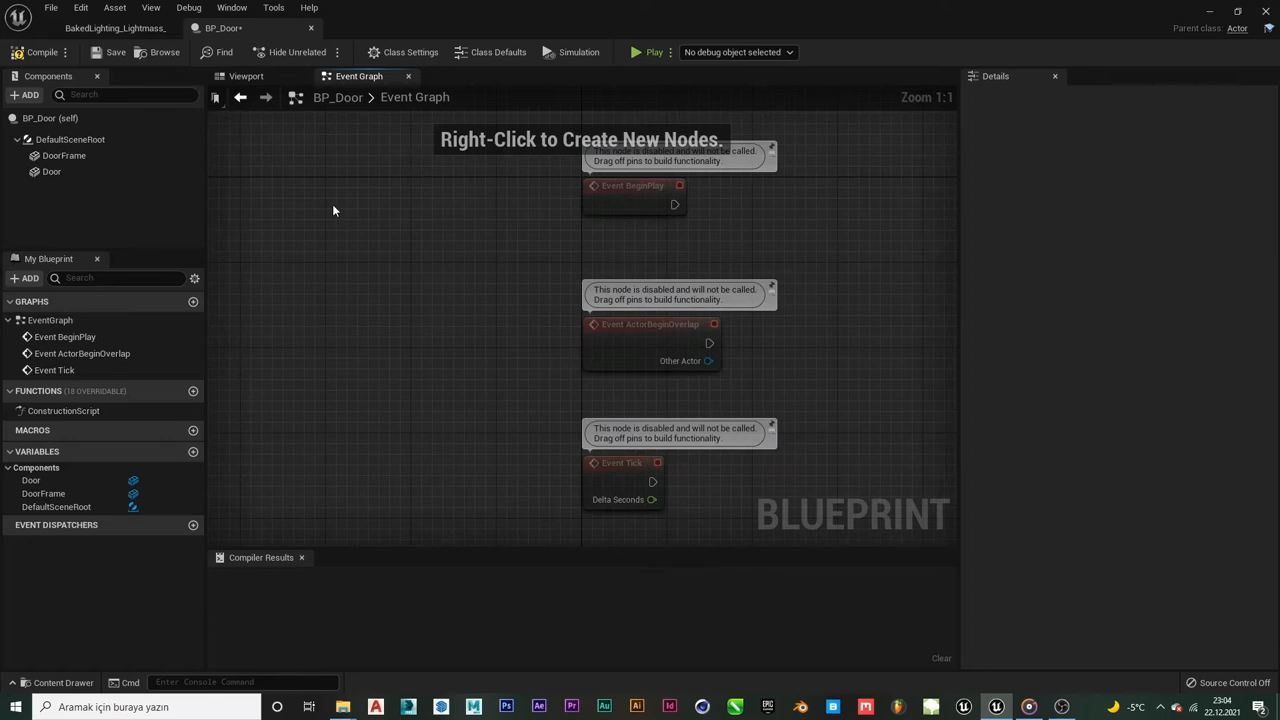 File Edit Asset View Debug Window Tools Help
BakedLighting_Lightmass_ BP_Door•
Parent class: Actor
Compile Save Browse Find Hide Unrelated Class Settings Class Defaults Simulation Play No debug object selected
Components
ADD Search
BP_Door (self)
DefaultSceneRoot
DoorFrame
Door
My Blueprint
ADD Search
GRAPHS
EventGraph
Event BeginPlay
Event ActorBeginOverlap
Event Tick
FUNCTIONS (18 OVERRIDABLE)
ConstructionScript
MACROS
VARIABLES
Components
Door
DoorFrame
DefaultSceneRoot
EVENT DISPATCHERS
Viewport Event Graph
BP_Door > Event Graph
Zoom 1:1
Right-Click to Create New Nodes.
This node is disabled and will not be called.
Drag off pins to build functionality.
Event BeginPlay
This node is disabled and will not be called.
Drag off pins to build functionality.
Event ActorBeginOverlap
Other Actor
This node is disabled and will not be called.
Drag off pins to build functionality.
Event Tick
Delta Seconds
BLUEPRINT
Compiler Results
Clear
Details
Content Drawer Cmd Enter Console Command
Source Control Off
Aramak için buraya yazın
-5°C
23:04
22.12.2021